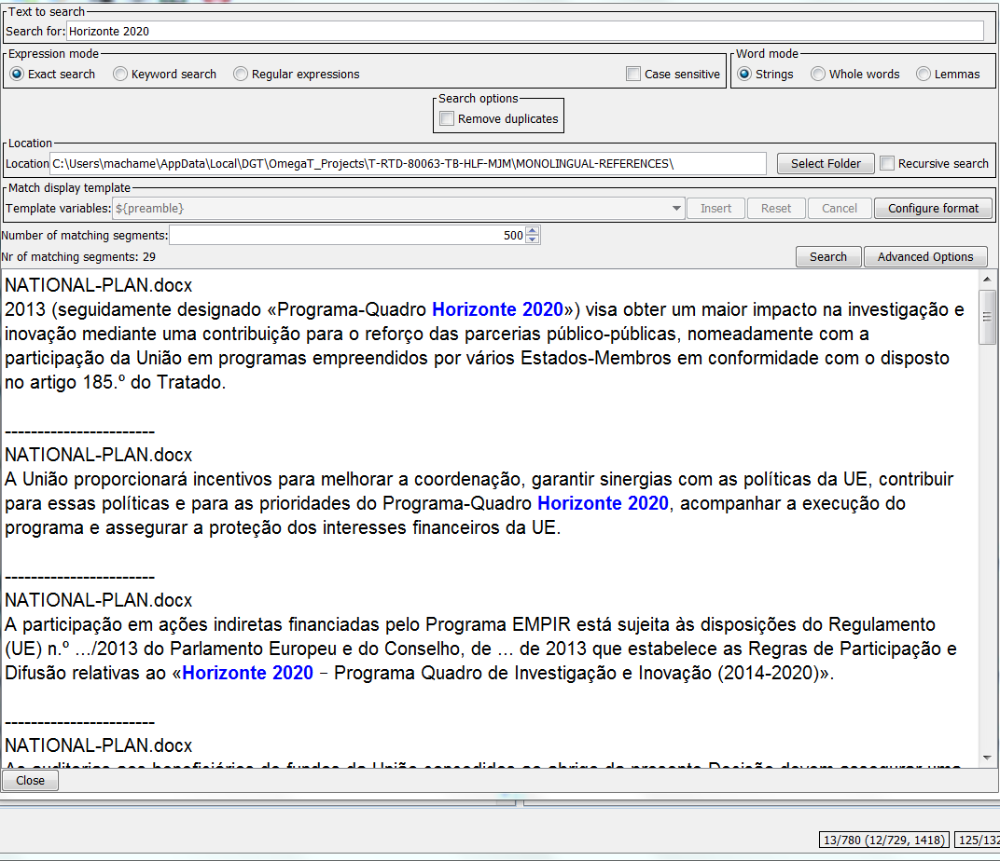 Text to search
Search for: Horizonte 2020
Expression mode
Word mode
Exact search Keyword search Regular expressions Case sensitive Strings Whole words Lemmas
Search options
Remove duplicates
Location
Location C:\Users\machame\AppData\Local\DGT\OmegaT_Projects\T-RTD-80063-TB-HLF-MJM\MONOLINGUAL-REFERENCES\ Select Folder Recursive search
Match display template
Template variables: ${preamble} Insert Reset Cancel Configure format
Number of matching segments: 500
Nr of matching segments: 29 Search Advanced Options
NATIONAL-PLAN.docx
2013 (seguidamente designado «Programa-Quadro Horizonte 2020») visa obter um maior impacto na investigação e
inovação mediante uma contribuição para o reforço das parcerias público-públicas, nomeadamente com a
participação da União em programas empreendidos por vários Estados-Membros em conformidade com o disposto
no artigo 185.º do Tratado.
-----------------------
NATIONAL-PLAN.docx
A União proporcionará incentivos para melhorar a coordenação, garantir sinergias com as políticas da UE, contribuir
para essas políticas e para as prioridades do Programa-Quadro Horizonte 2020, acompanhar a execução do
programa e assegurar a proteção dos interesses financeiros da UE.
-----------------------
NATIONAL-PLAN.docx
A participação em ações indiretas financiadas pelo Programa EMPIR está sujeita às disposições do Regulamento
(UE) n.º .../2013 do Parlamento Europeu e do Conselho, de ... de 2013 que estabelece as Regras de Participação e
Difusão relativas ao «Horizonte 2020 – Programa Quadro de Investigação e Inovação (2014-2020)».
-----------------------
NATIONAL-PLAN.docx
As auditorias aos beneficiários de fundos da União concedidos ao abrigo da presente Decisão devem assegurar uma
Close
13/780 (12/729, 1418) 125/132